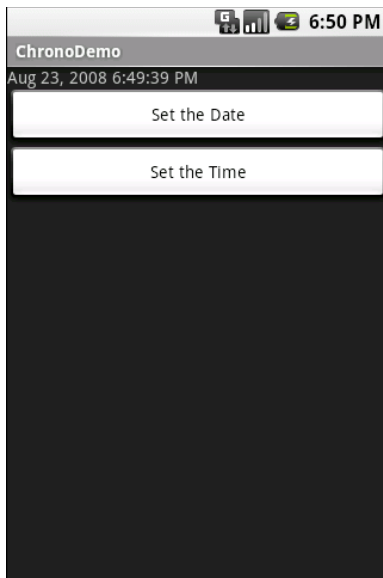 G 6:50 PM
ChronoDemo
Aug 23, 2008 6:49:39 PM
Set the Date
Set the Time